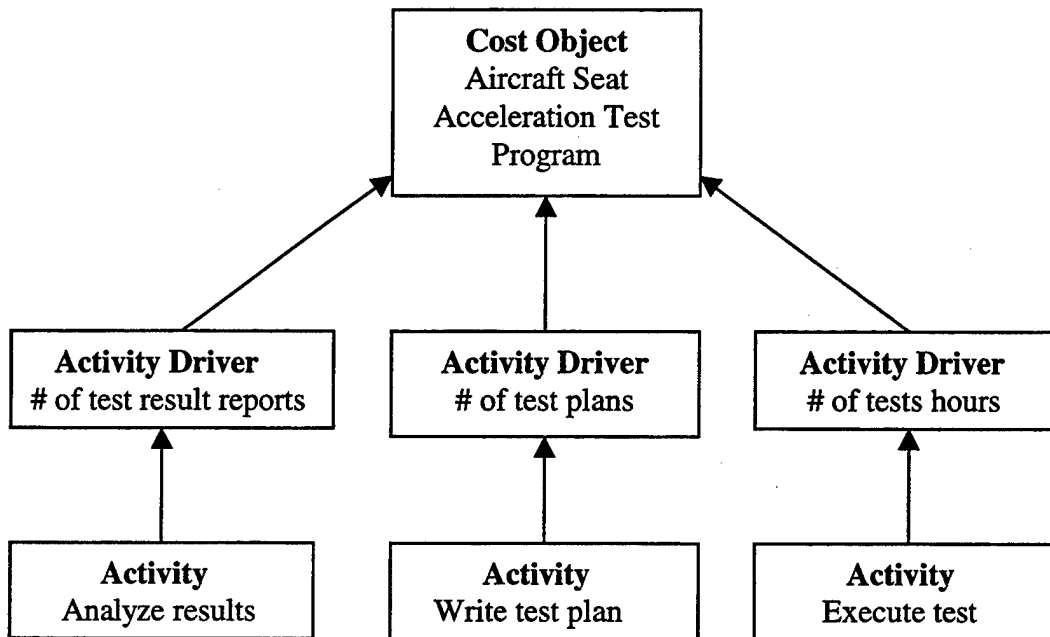 Cost Object
Aircraft Seat
Acceleration Test
Program
Activity Driver
# of test result reports
Activity Driver
# of test plans
Activity Driver
# of tests hours
Activity
Analyze results
Activity
Write test plan
Activity
Execute test